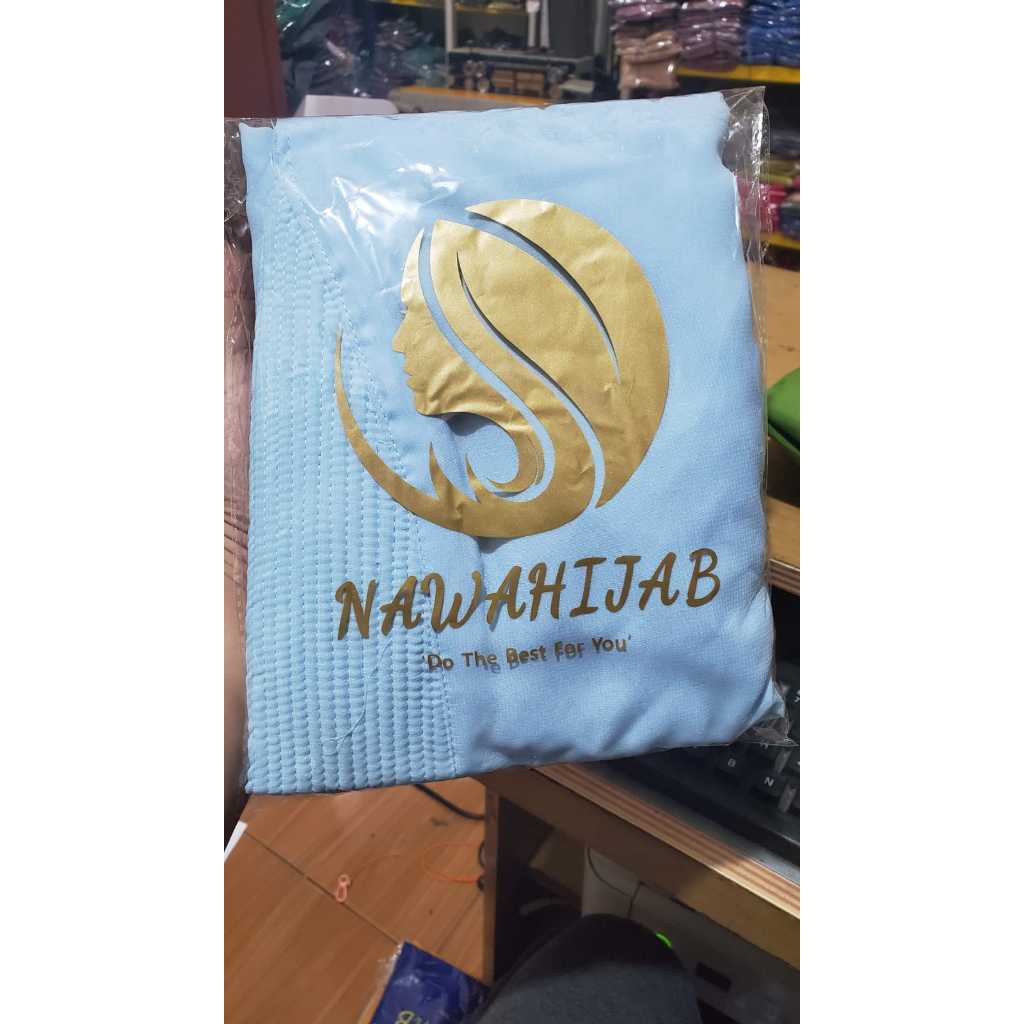 NAWAHIJAB
'Do The Best For You'
B
N